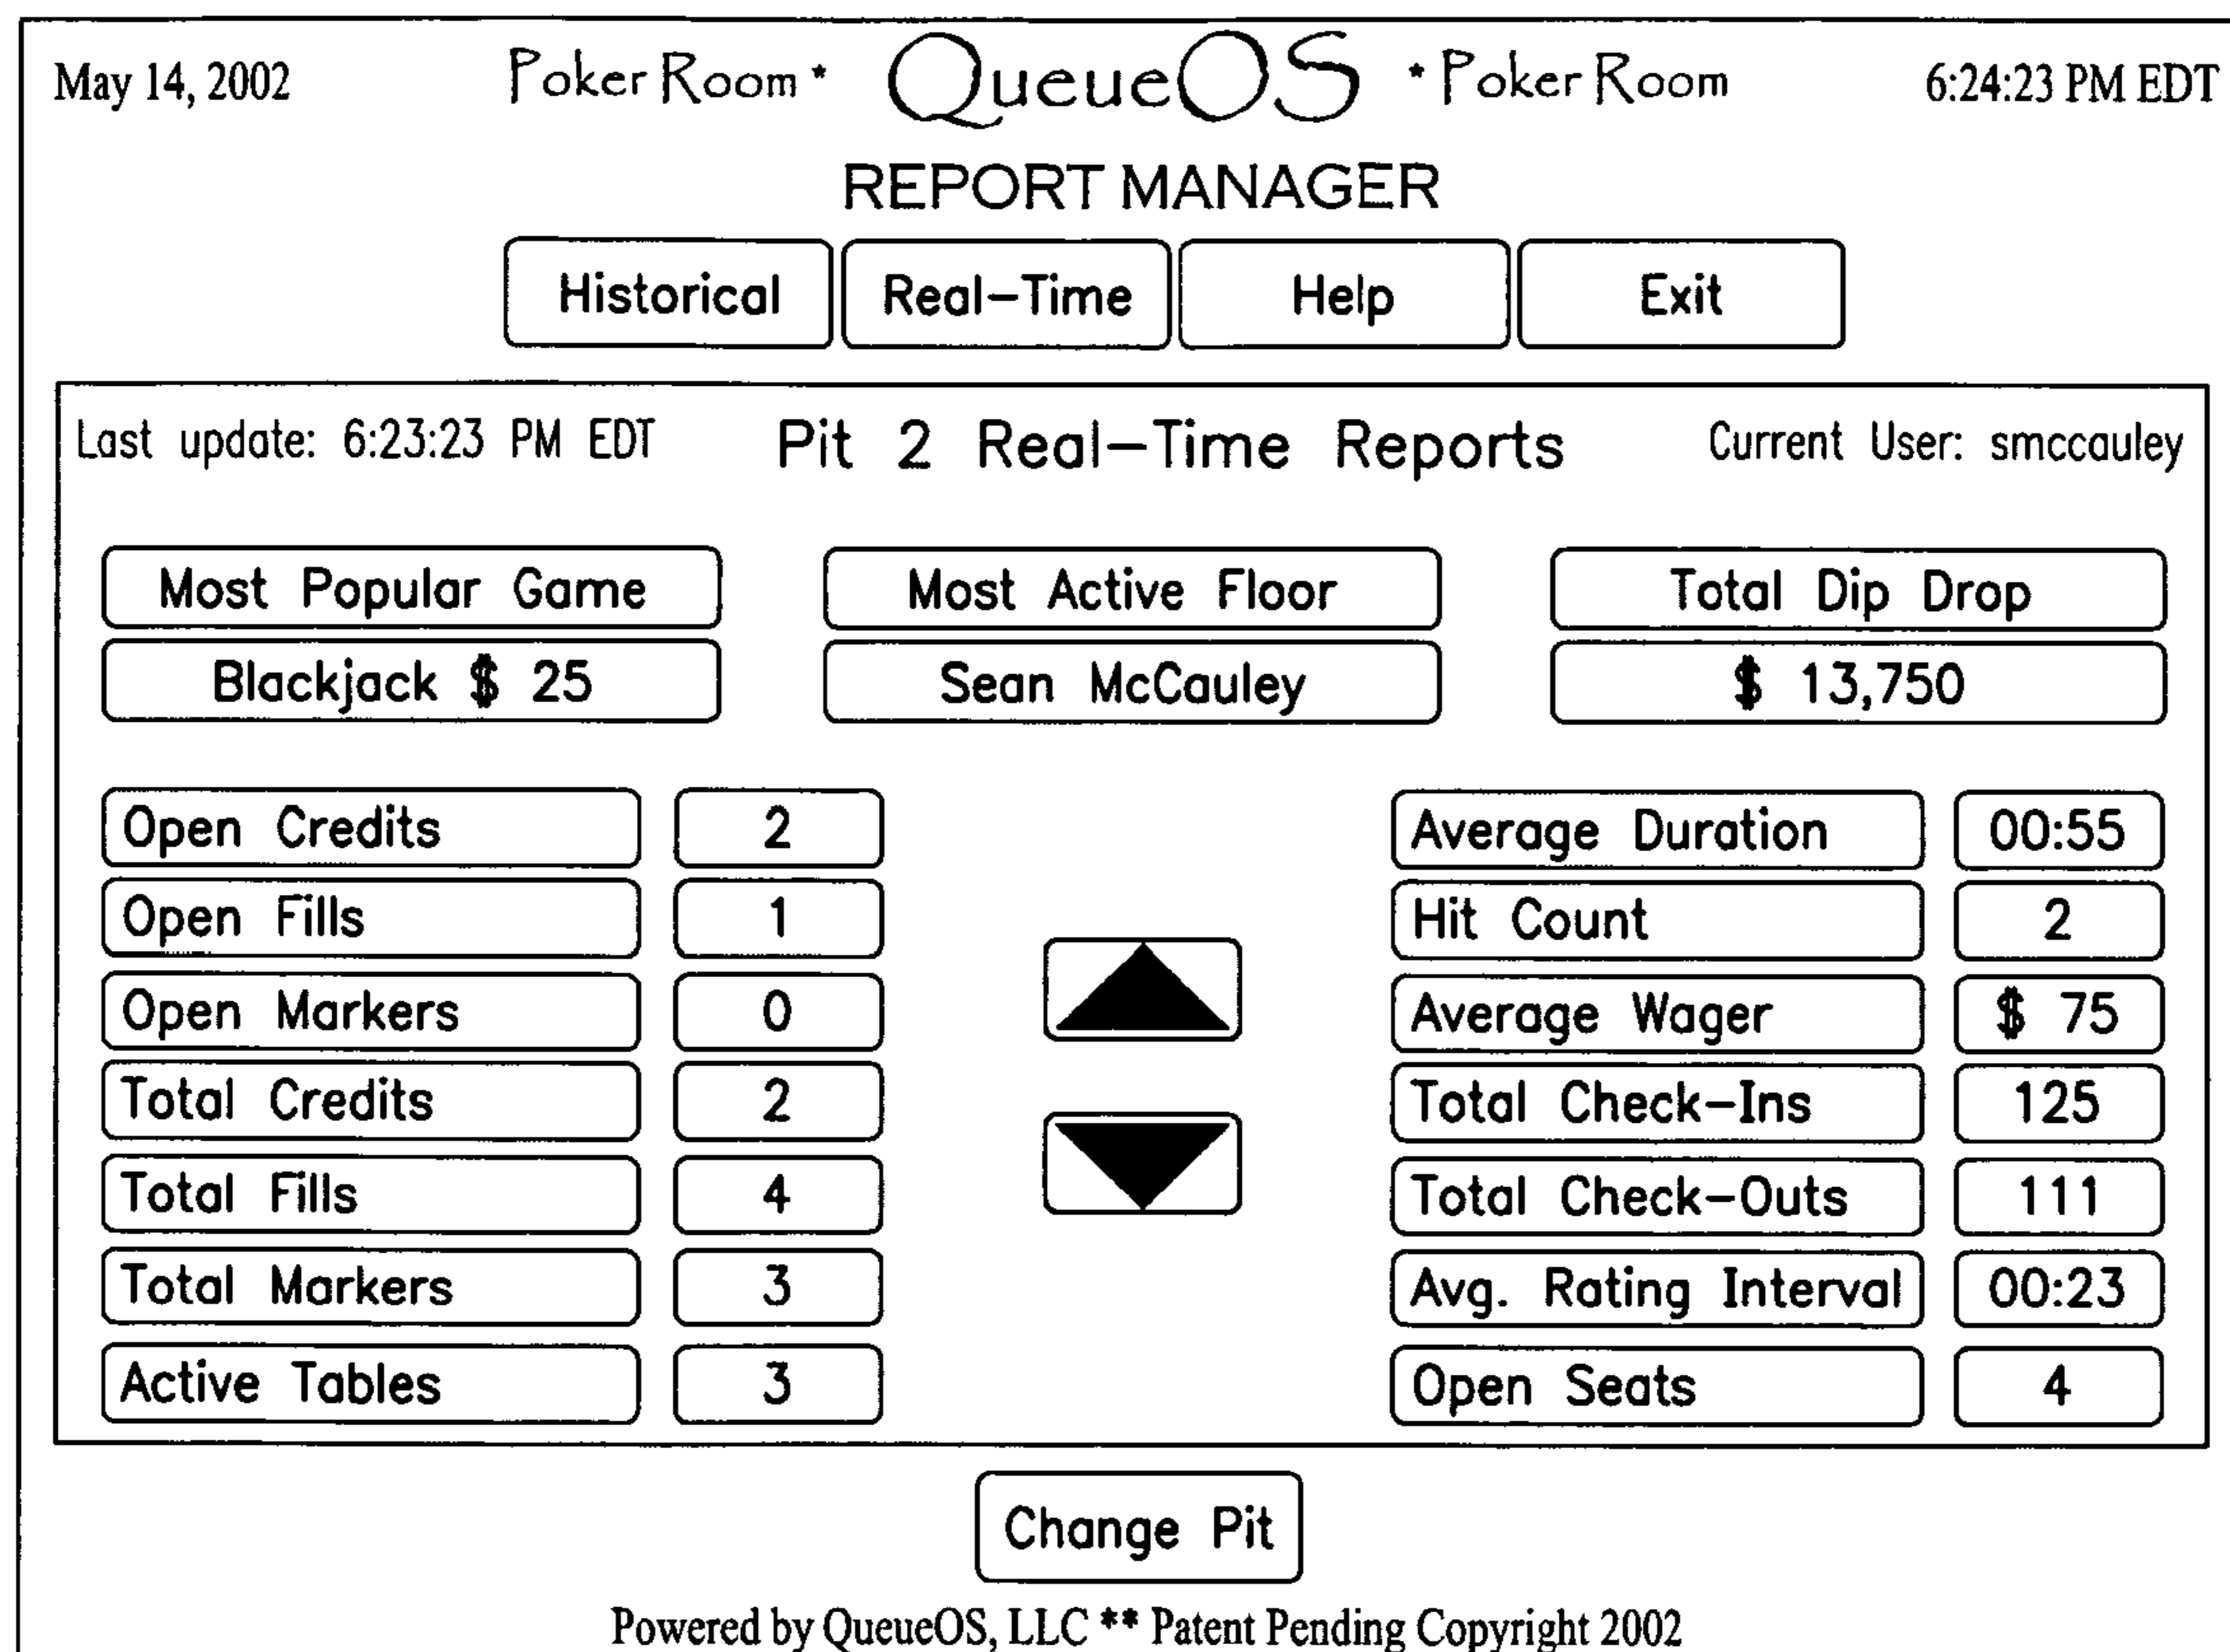 May 14, 2002 Poker Room * QueueOS * Poker Room 6:24:23 PM EDT
REPORT MANAGER
Historical Real-Time Help Exit
Last update: 6:23:23 PM EDT Pit 2 Real-Time Reports Current User: smccauley
Most Popular Game Most Active Floor Total Dip Drop
Blackjack $ 25 Sean McCauley $ 13,750
Open Credits 2 Average Duration 00:55
Open Fills 1 Hit Count 2
Open Markers 0 Average Wager $ 75
Total Credits 2 Total Check-Ins 125
Total Fills 4 Total Check-Outs 111
Total Markers 3 Avg. Rating Interval 00:23
Active Tables 3 Open Seats 4
Change Pit
Powered by QueueOS, LLC ** Patent Pending Copyright 2002